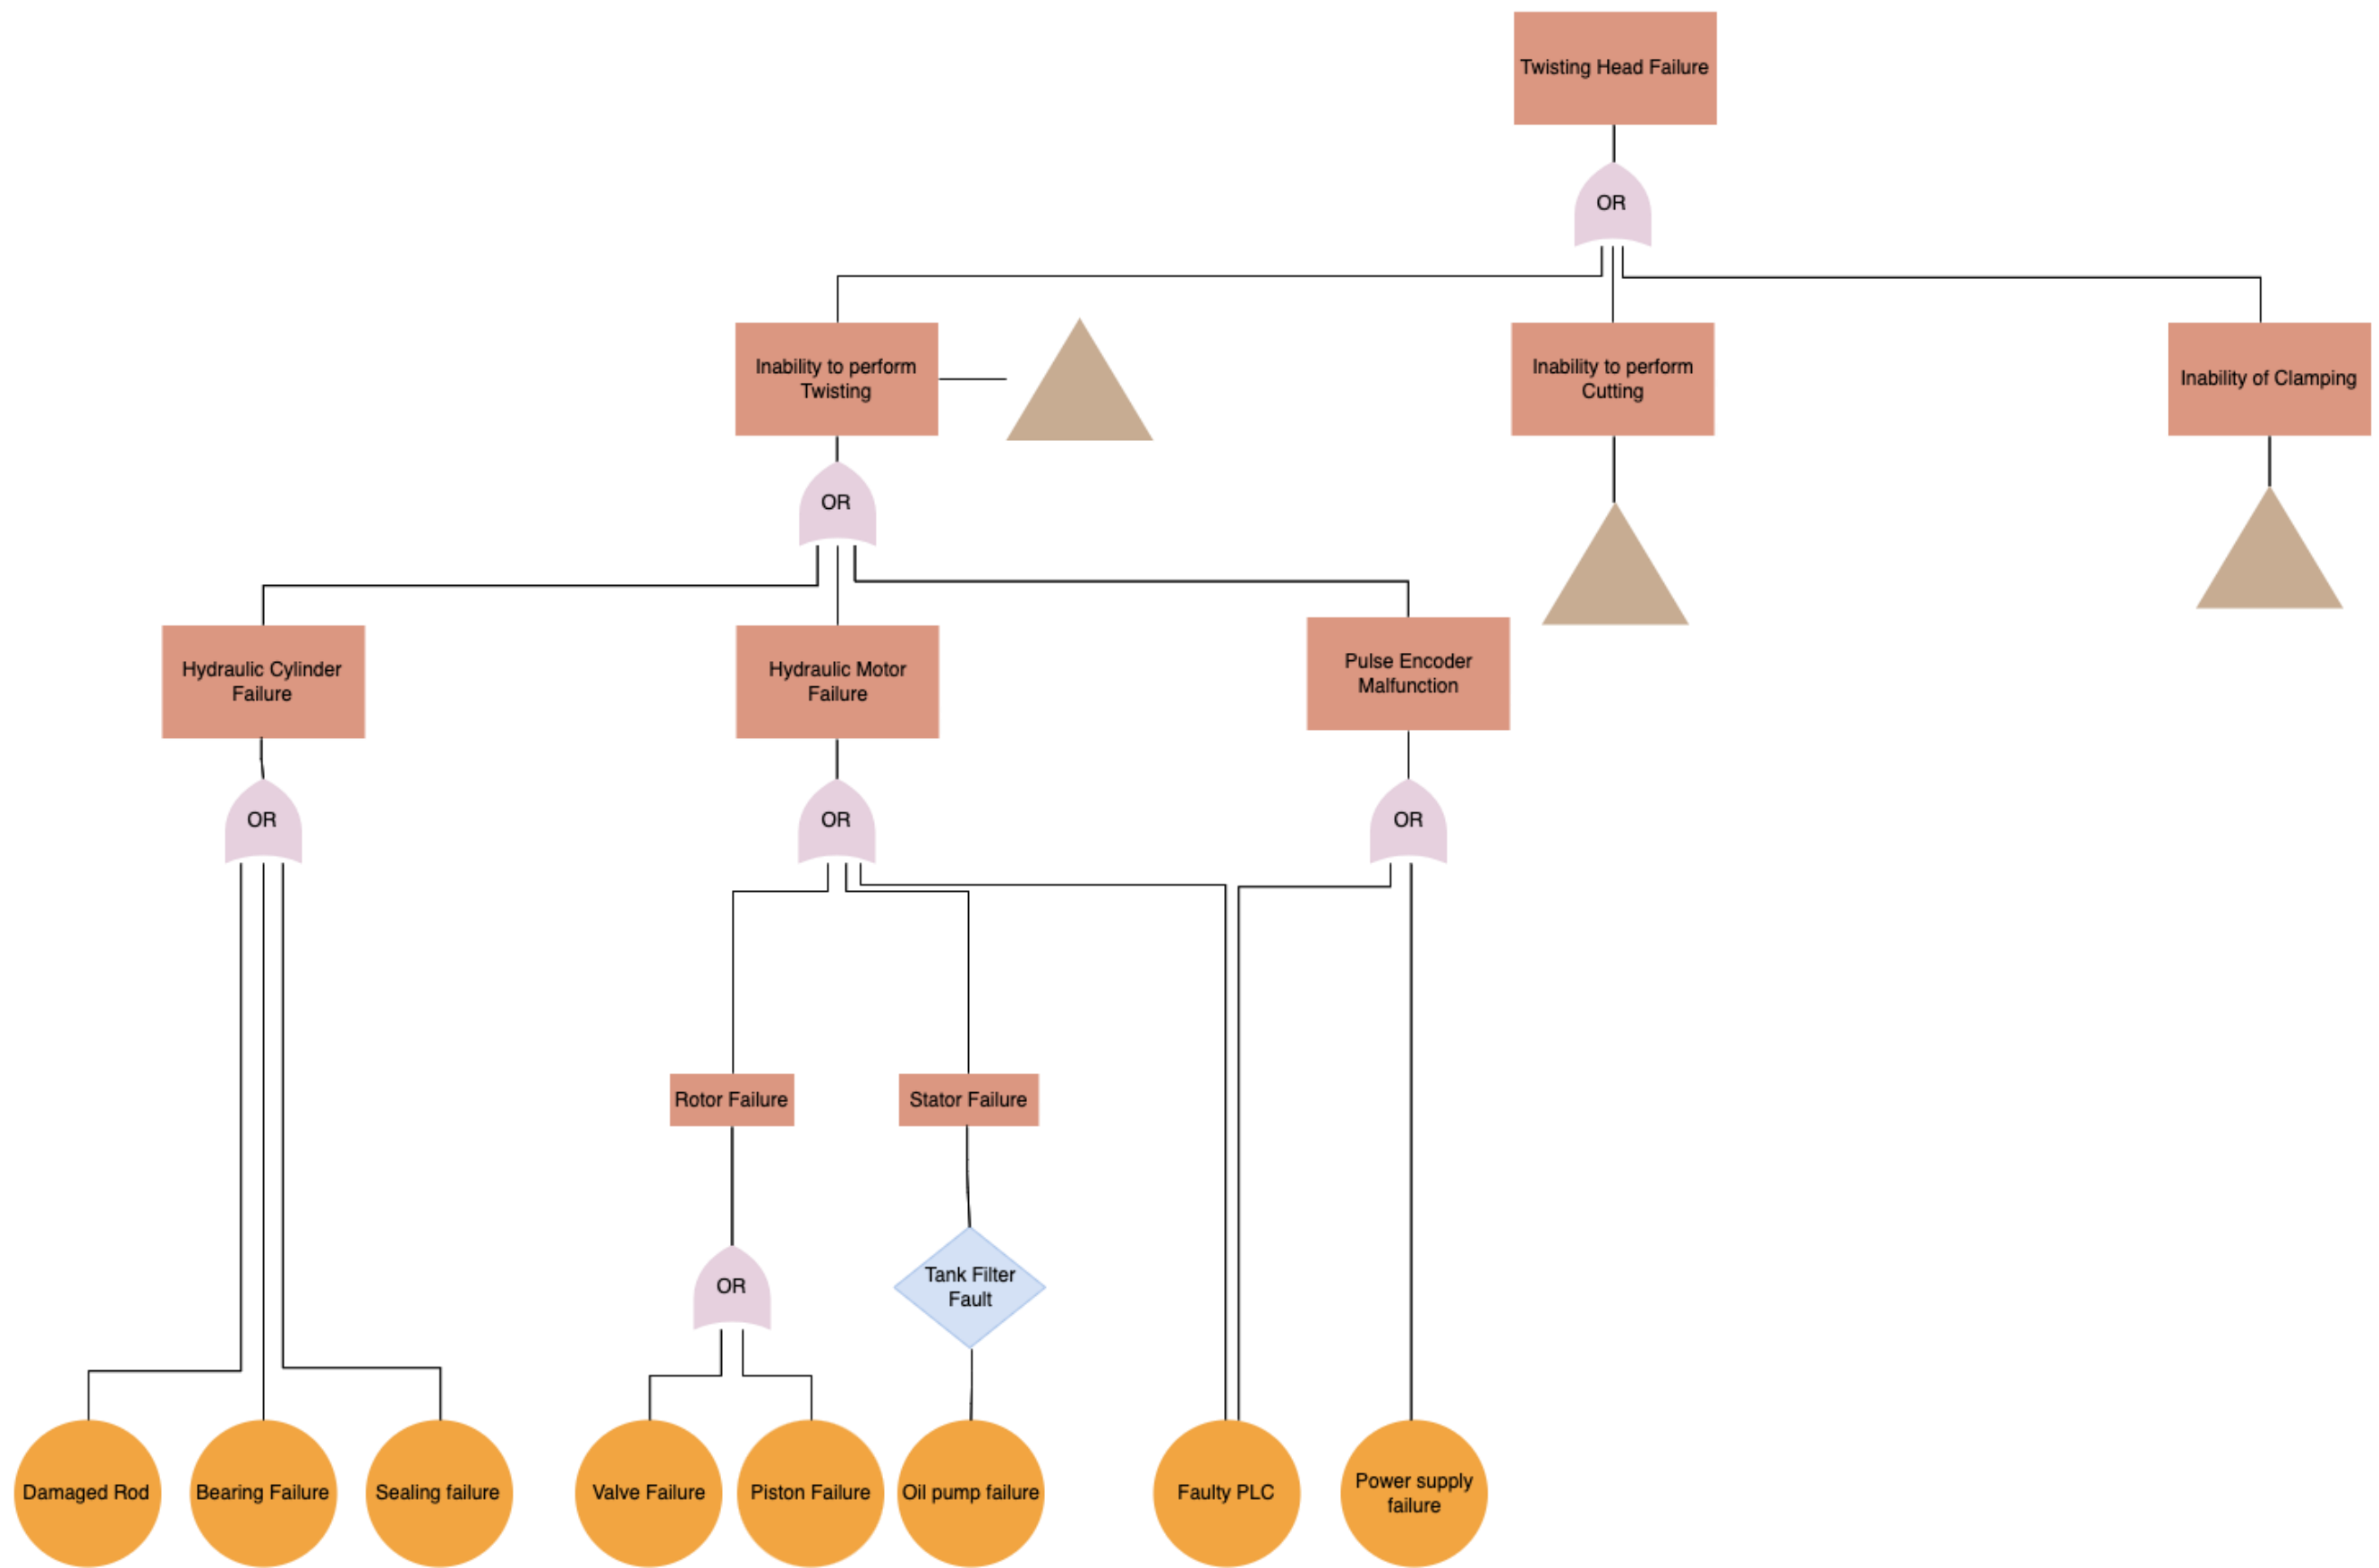 Twisting Head Failure
OR
Inability to perform
Twisting
Inability to perform
Cutting
Inability of Clamping
OR
Hydraulic Cylinder
Failure
Hydraulic Motor
Failure
Pulse Encoder
Malfunction
OR
OR
OR
Rotor Failure
Stator Failure
OR
Tank Filter
Fault
Damaged Rod
Bearing Failure
Sealing failure
Valve Failure
Piston Failure
Oil pump failure
Faulty PLC
Power supply
failure